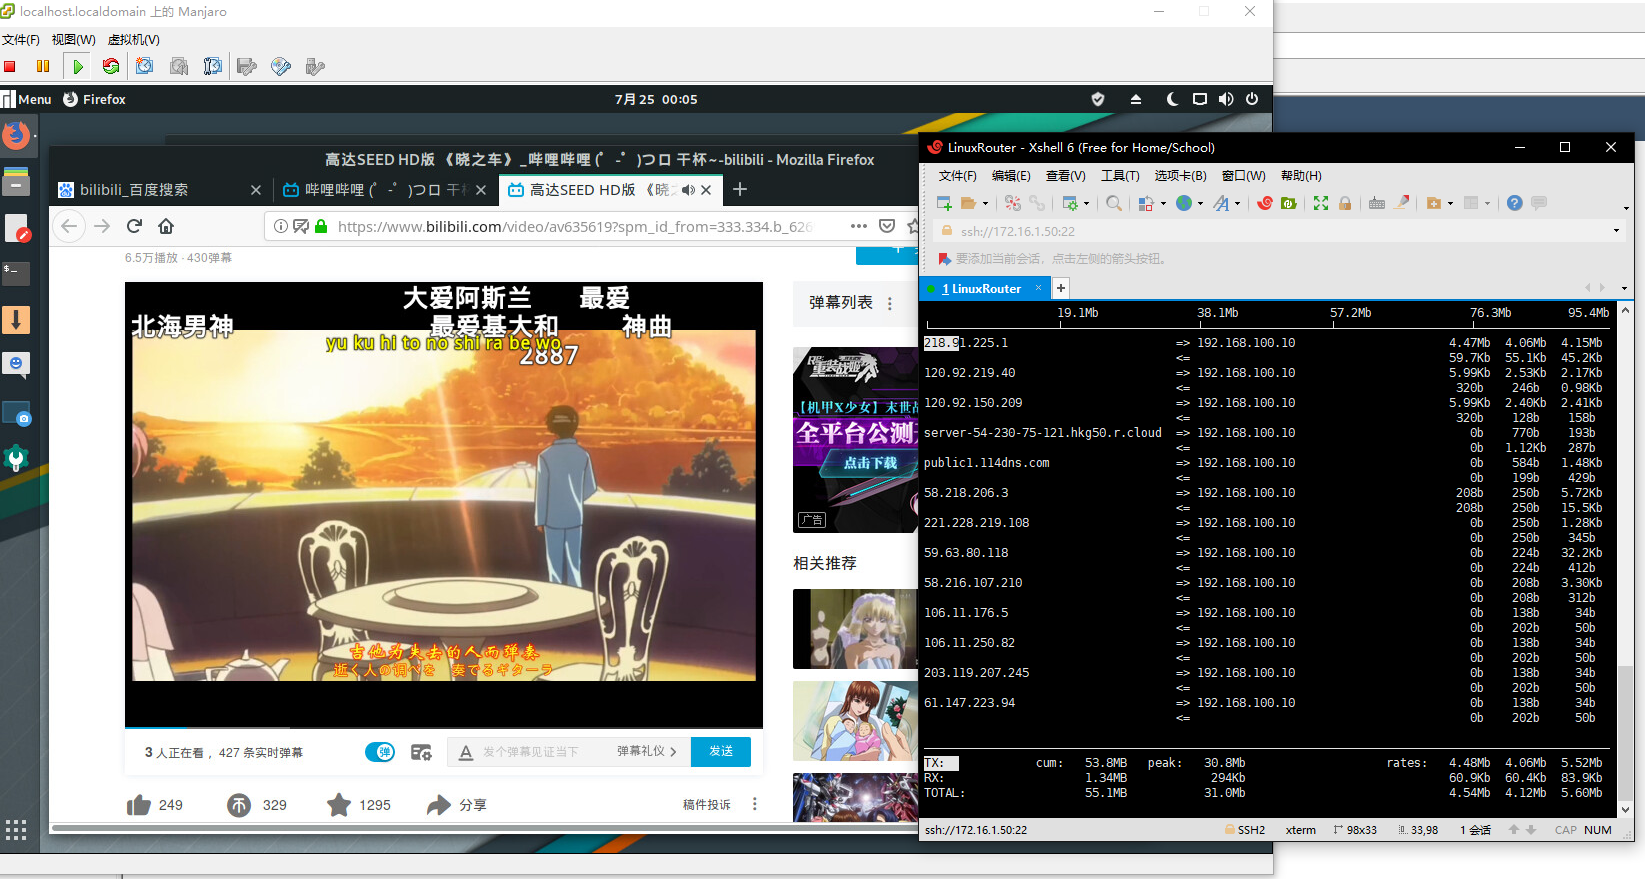 localhost.localdomain 上的 Manjaro
文件(F) 视图(W) 虚拟机(V)
Menu Firefox 7月 25 00:05
高达SEED HD版 《晓之车》_哔哩哔哩 (゜-゜)つロ 干杯~-bilibili - Mozilla Firefox
bilibili_百度搜索
哔哩哔哩 (゜-゜)つロ 干杯
高达SEED HD版 《晓
https://www.bilibili.com/video/av635619?spm_id_from=333.334.b_626
6.5万播放 · 430弹幕
大爱阿斯兰 最爱
北海男神 最爱基大和 神曲
yu ku hi to no shi ra be wo
2887
吉他为失去的人而弹奏
逝く人の調べを 奏でるギターラ
3 人正在看，427 条实时弹幕
弹
发个弹幕见证当下
弹幕礼仪
发送
249 329 1295 分享 稿件投诉
弹幕列表
重装战姬
【机甲X少女】末世战
全平台公测开
点击下载
广告
相关推荐
LinuxRouter - Xshell 6 (Free for Home/School)
文件(F) 编辑(E) 查看(V) 工具(T) 选项卡(B) 窗口(W) 帮助(H)
ssh://172.16.1.50:22
要添加当前会话，点击左侧的箭头按钮。
1 LinuxRouter
19.1Mb 38.1Mb 57.2Mb 76.3Mb 95.4Mb
218.91.225.1 => 192.168.100.10 4.47Mb 4.06Mb 4.15Mb
<= 59.7Kb 55.1Kb 45.2Kb
120.92.219.40 => 192.168.100.10 5.99Kb 2.53Kb 2.17Kb
<= 320b 246b 0.98Kb
120.92.150.209 => 192.168.100.10 5.99Kb 2.40Kb 2.41Kb
<= 320b 128b 158b
server-54-230-75-121.hkg50.r.cloud => 192.168.100.10 0b 770b 193b
<= 0b 1.12Kb 287b
public1.114dns.com => 192.168.100.10 0b 584b 1.48Kb
<= 0b 199b 429b
58.218.206.3 => 192.168.100.10 208b 250b 5.72Kb
<= 208b 250b 15.5Kb
221.228.219.108 => 192.168.100.10 0b 250b 1.28Kb
<= 0b 250b 345b
59.63.80.118 => 192.168.100.10 0b 224b 32.2Kb
<= 0b 224b 412b
58.216.107.210 => 192.168.100.10 0b 208b 3.30Kb
<= 0b 208b 312b
106.11.176.5 => 192.168.100.10 0b 138b 34b
<= 0b 202b 50b
106.11.250.82 => 192.168.100.10 0b 138b 34b
<= 0b 202b 50b
203.119.207.245 => 192.168.100.10 0b 138b 34b
<= 0b 202b 50b
61.147.223.94 => 192.168.100.10 0b 138b 34b
<= 0b 202b 50b
TX: cum: 53.8MB peak: 30.8Mb rates: 4.48Mb 4.06Mb 5.52Mb
RX: 1.34MB 294Kb 60.9Kb 60.4Kb 83.9Kb
TOTAL: 55.1MB 31.0Mb 4.54Mb 4.12Mb 5.60Mb
ssh://172.16.1.50:22 SSH2 xterm 98x33 33,98 1 会话 CAP NUM